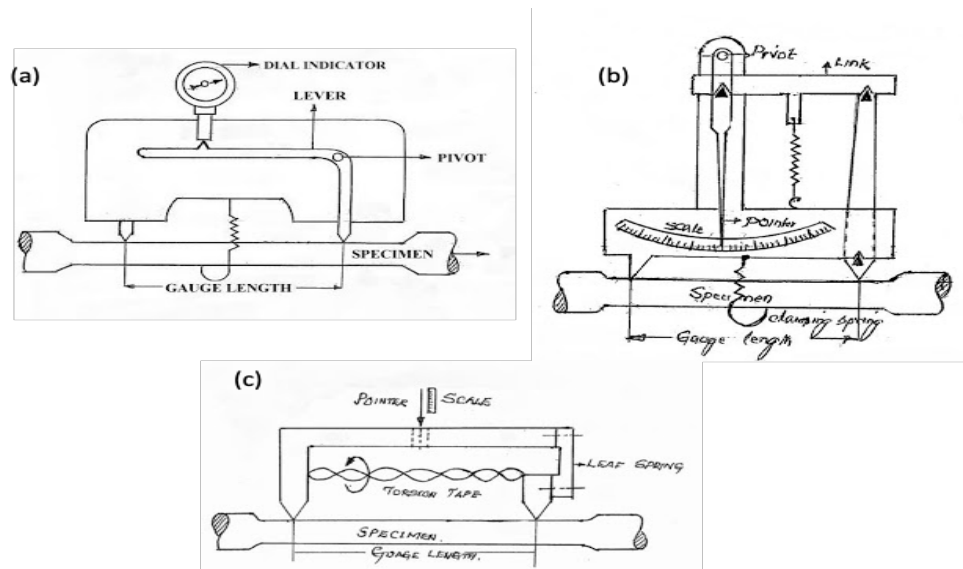 (a)
DIAL INDICATOR
LEVER
PIVOT
SPECIMEN
GAUGE LENGTH
(b)
Pivot
Link
scale
pointer
Specimen
clamping spring
Gauge length
(c)
POINTER SCALE
LEAF SPRING
TORSION TAPE
SPECIMEN.
GUAGE LENGTH.